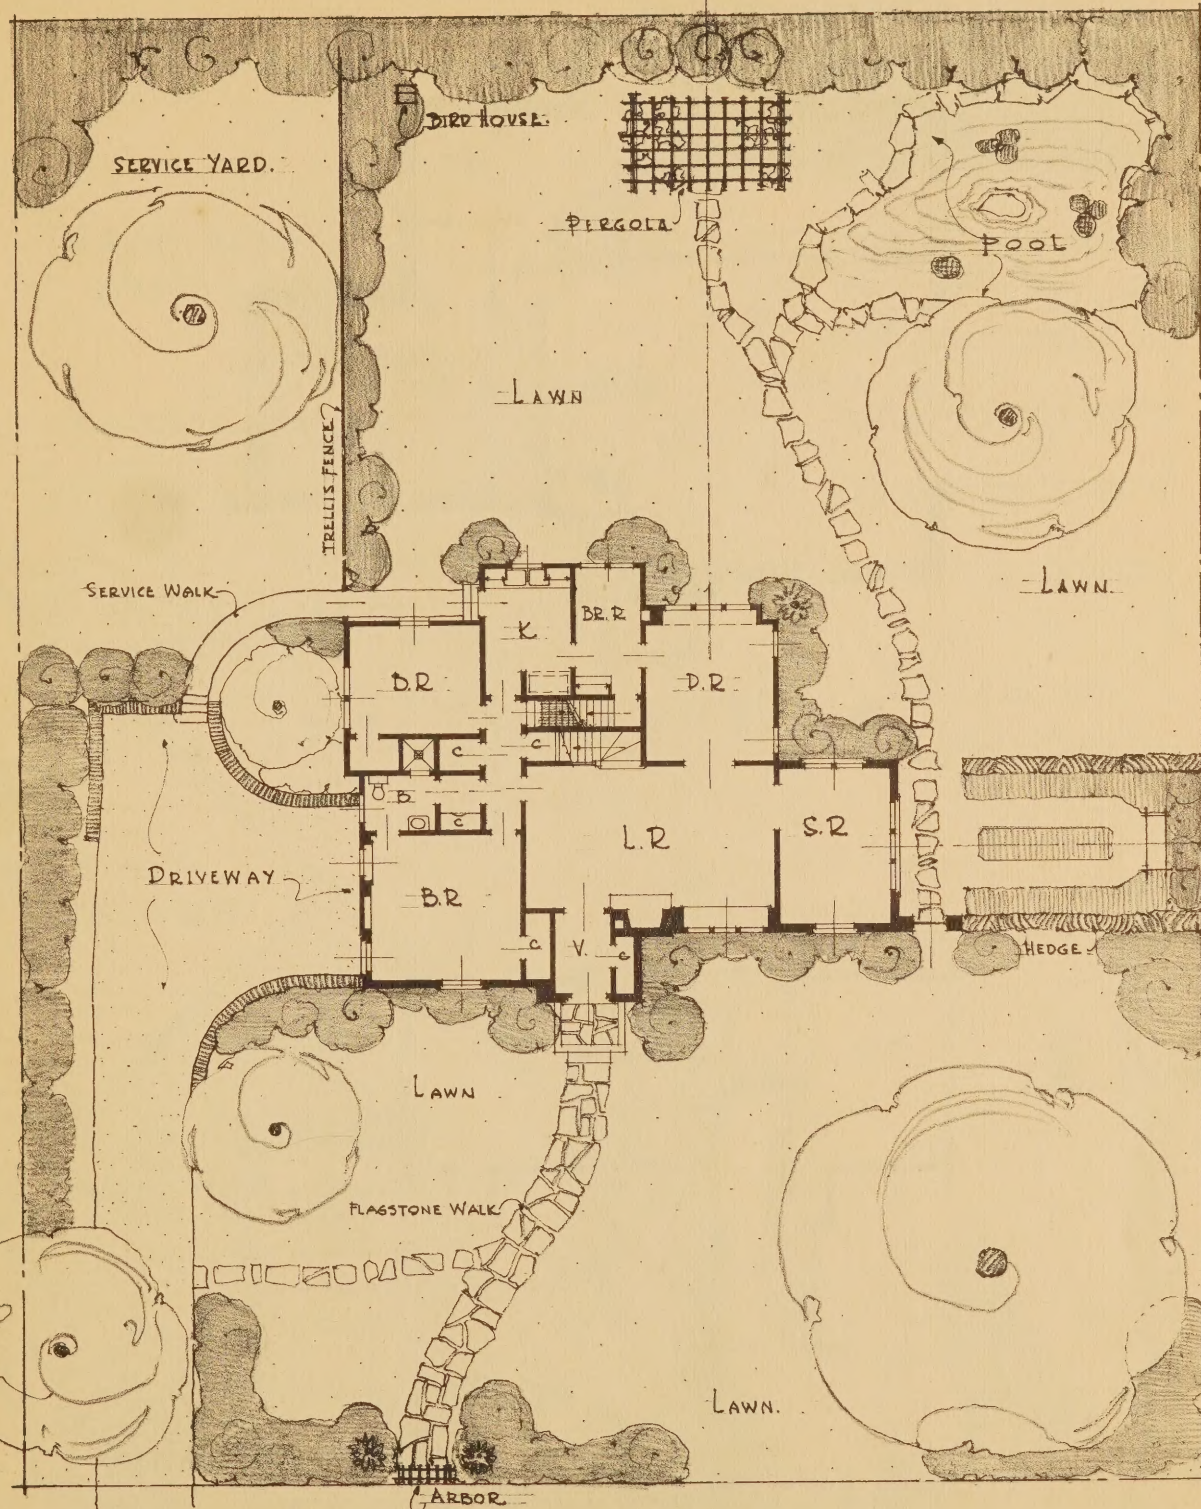 BIRD HOUSE.
SERVICE YARD.
PERGOLA
POOL
LAWN
TRELLIS FENCE
SERVICE WALK
LAWN.
K
BR. R
B.R
D.R
C
C
B
C
L.R
S.R
DRIVEWAY
B.R
C
V.
C
HEDGE
LAWN
FLAGSTONE WALK
LAWN.
ARBOR